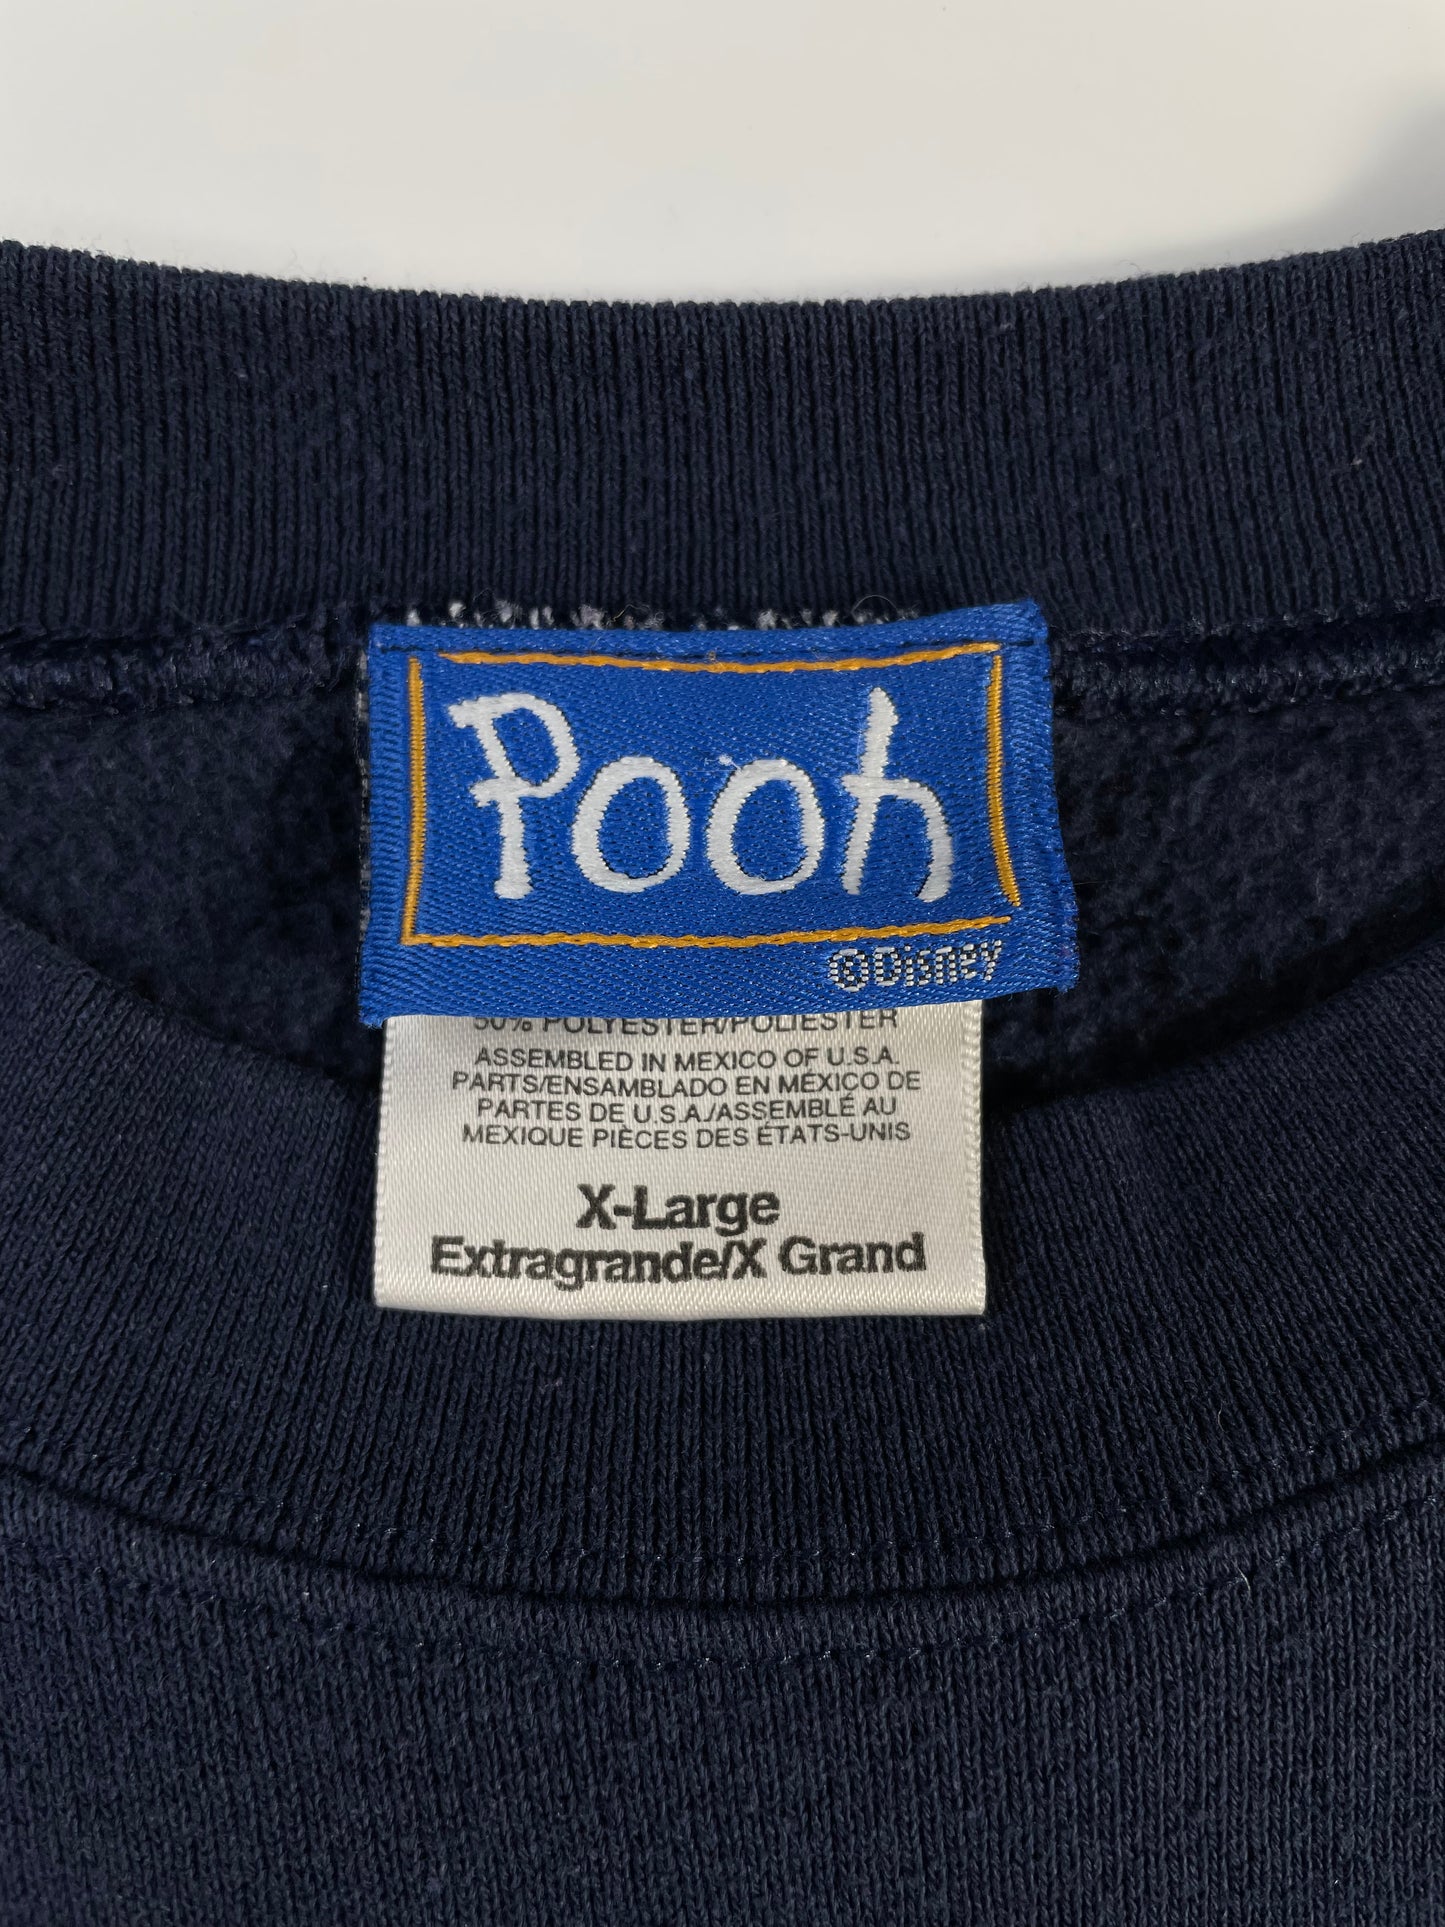 Pooh
©Disney
50% POLYESTER/POLIESTER
ASSEMBLED IN MEXICO OF U.S.A.
PARTS/ENSAMBLADO EN MÉXICO DE
PARTES DE U.S.A./ASSEMBLÉ AU
MEXIQUE PIÈCES DES ÉTATS-UNIS
X-Large
Extragrande/X Grand